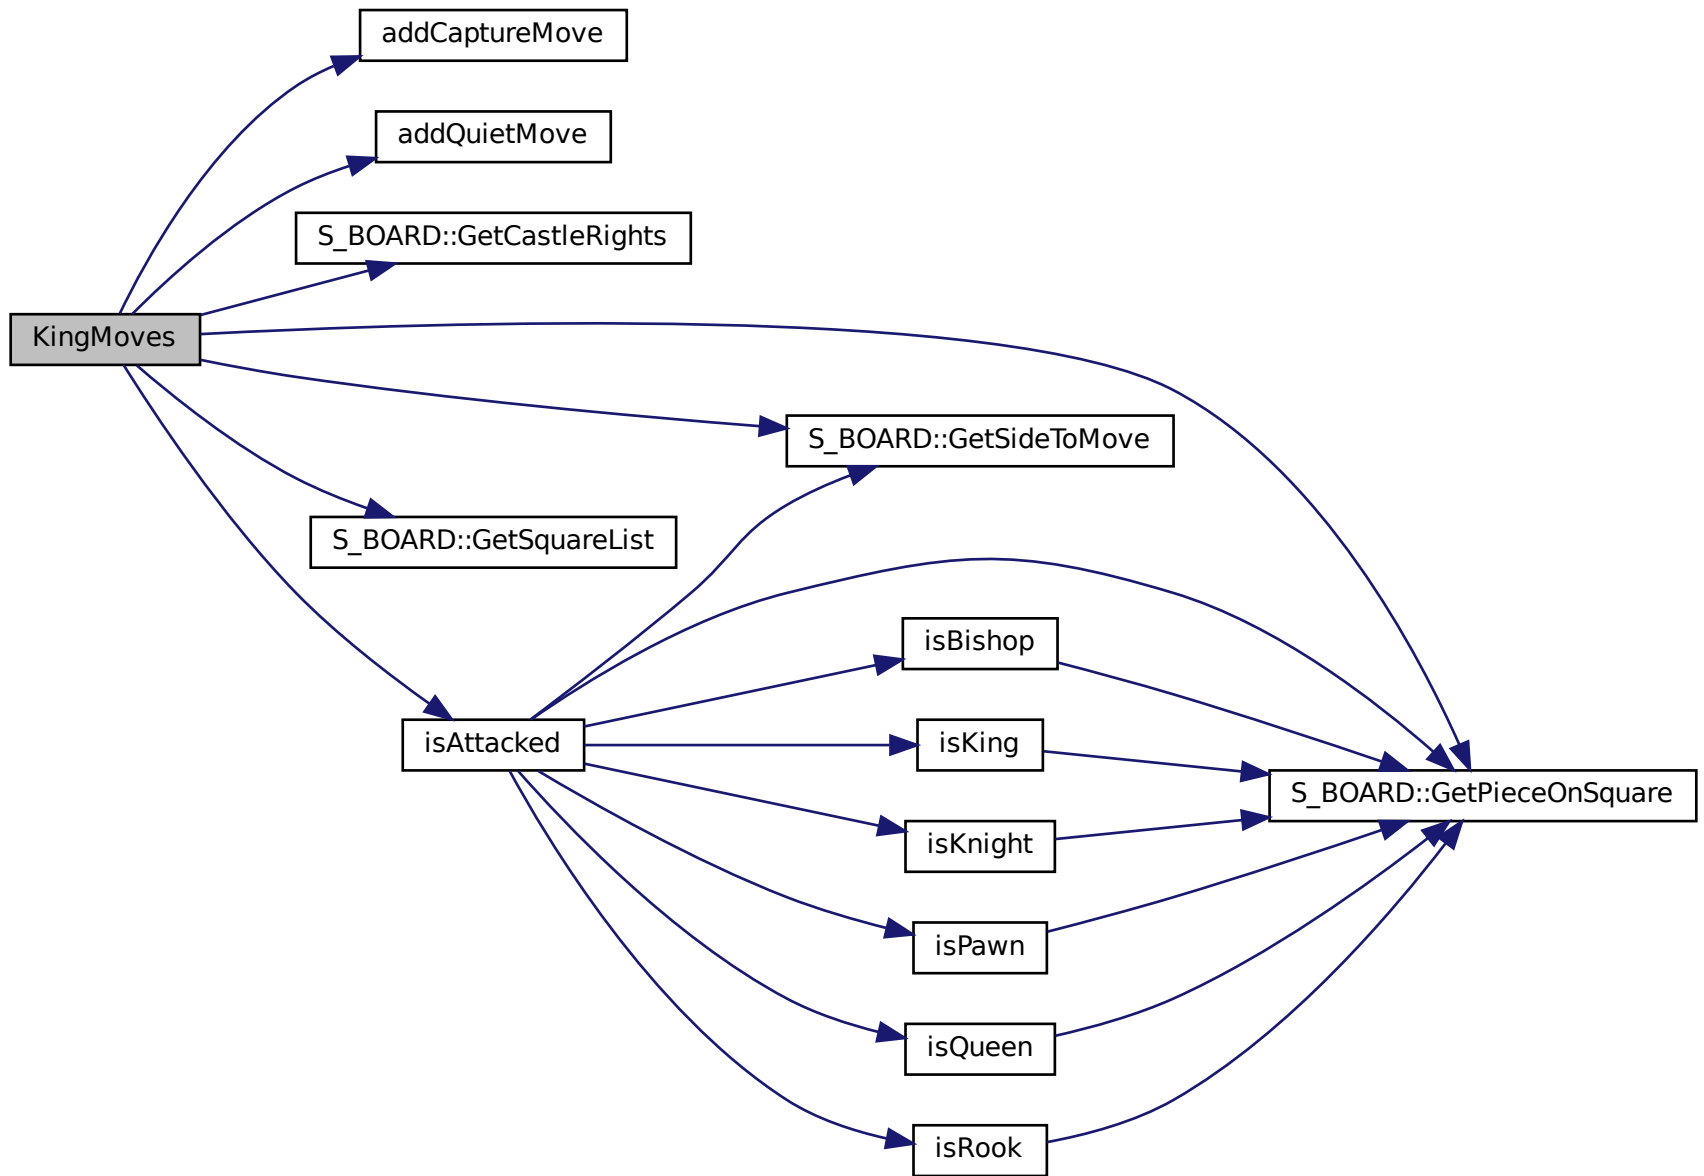 addCaptureMove
addQuietMove
S_BOARD::GetCastleRights
KingMoves
S_BOARD::GetSideToMove
S_BOARD::GetSquareList
isBishop
isAttacked
isKing
S_BOARD::GetPieceOnSquare
isKnight
isPawn
isQueen
isRook